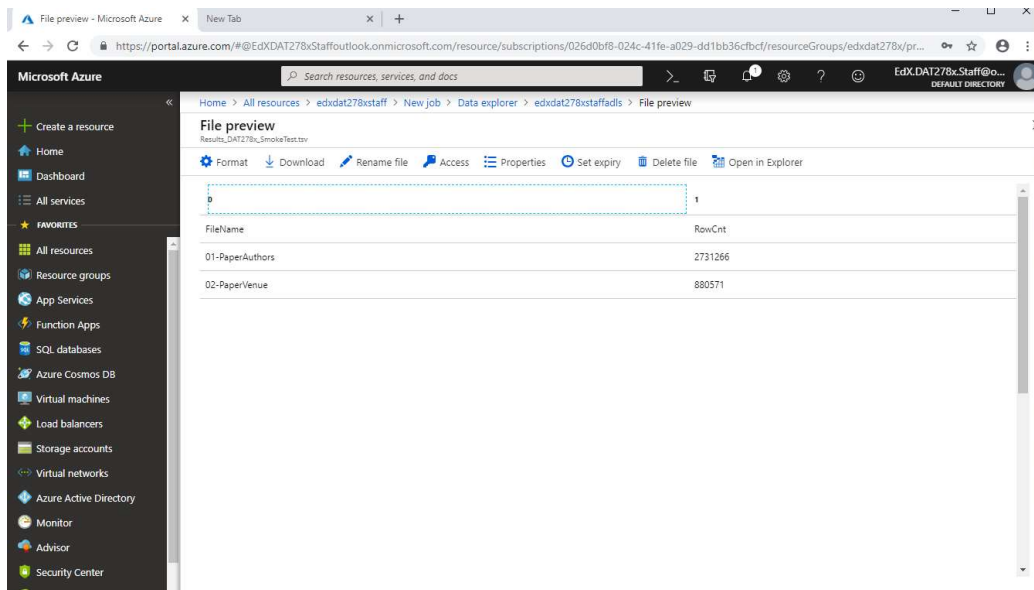 File preview - Microsoft Azure
New Tab
https://portal.azure.com/#@EdXDAT278xStaffoutlook.onmicrosoft.com/resource/subscriptions/026d0bf8-024c-41fe-a029-dd1bb36cfbcf/resourceGroups/edxdat278x/pr...
Microsoft Azure
Search resources, services, and docs
1
EdX.DAT278x.Staff@o...
DEFAULT DIRECTORY
Home > All resources > edxdat278xstaff > New job > Data explorer > edxdat278xstaffadls > File preview
File preview
Results_DAT278x_SmokeTest.tsv
Format Download Rename file Access Properties Set expiry Delete file Open in Explorer
0 1
FileName RowCnt
01-PaperAuthors 2731266
02-PaperVenue 880571
Create a resource
Home
Dashboard
All services
FAVORITES
All resources
Resource groups
App Services
Function Apps
SQL databases
Azure Cosmos DB
Virtual machines
Load balancers
Storage accounts
Virtual networks
Azure Active Directory
Monitor
Advisor
Security Center